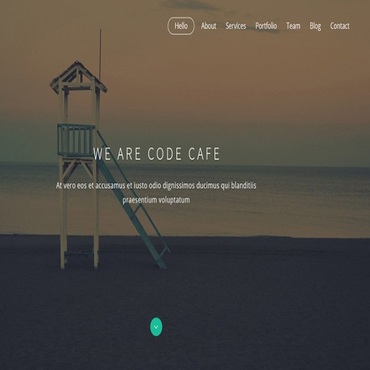 Hello About Services Portfolio Team Blog Contact
WE ARE CODE CAFE
At vero eos et accusamus et iusto odio dignissimos ducimus qui blanditiis
praesentium voluptatum